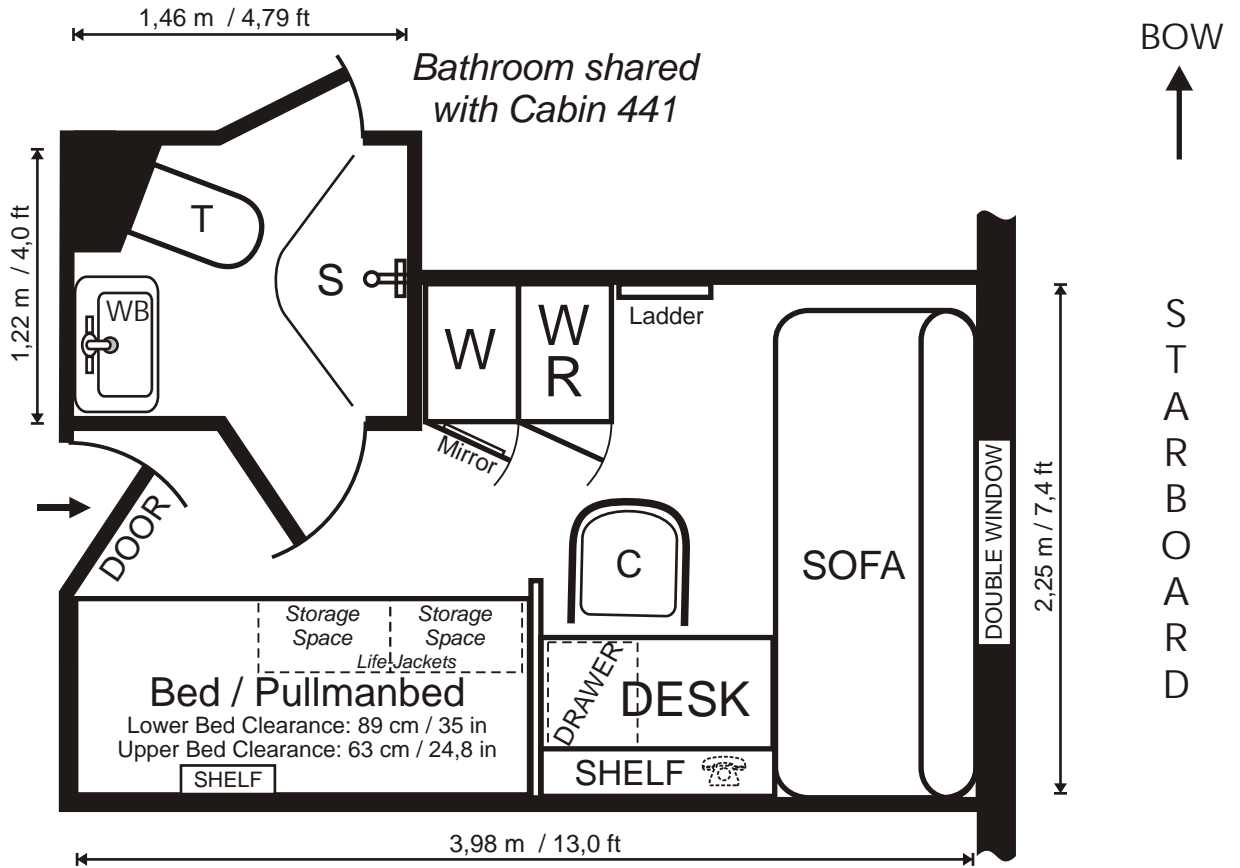 1,46 m / 4,79 ft
BOW
Bathroom shared
with Cabin 441
1,22 m / 4,0 ft
T
S
WB
W
W
R
Ladder
Mirror
STARBOARD
DOOR
C
SOFA
DOUBLE WINDOW
2,25 m / 7,4 ft
Storage
Space
Storage
Space
Life-Jackets
Bed / Pullmanbed
Lower Bed Clearance: 89 cm / 35 in
Upper Bed Clearance: 63 cm / 24,8 in
SHELF
DRAWER
DESK
SHELF
3,98 m / 13,0 ft